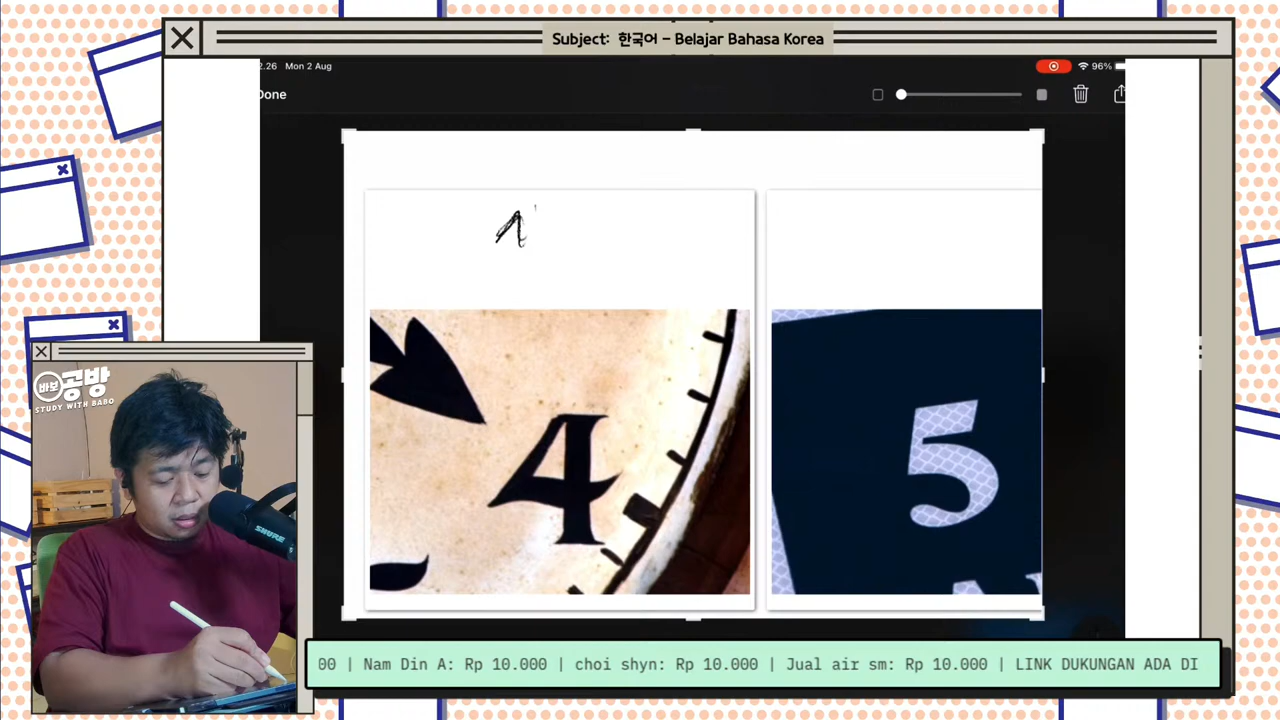 Subject: 한국어 - Belajar Bahasa Korea
2.26 Mon 2 Aug
96%
Done
4
5
바보
공방
STUDY WITH BABO
SHURE
00 | Nam Din A: Rp 10.000 | choi shyn: Rp 10.000 | Jual air sm: Rp 10.000 | LINK DUKUNGAN ADA DI